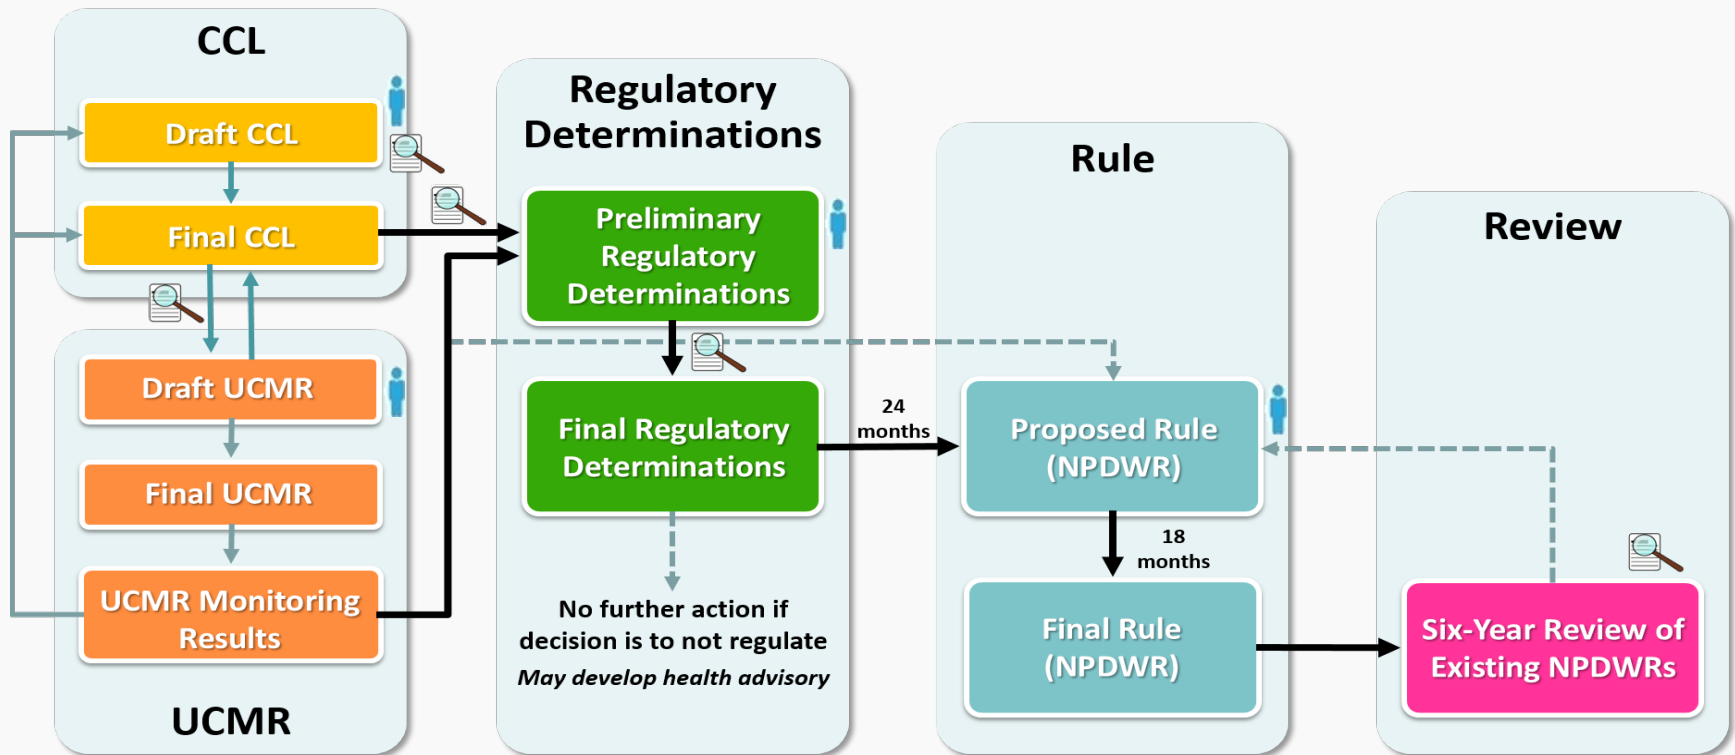 CCL
Draft CCL
Final CCL
Draft UCMR
Final UCMR
UCMR Monitoring
Results
UCMR
Regulatory
Determinations
Preliminary
Regulatory
Determinations
Final Regulatory
Determinations
No further action if
decision is to not regulate
May develop health advisory
24
months
Rule
Proposed Rule
(NPDWR)
18
months
Final Rule
(NPDWR)
Review
Six-Year Review of
Existing NPDWRs